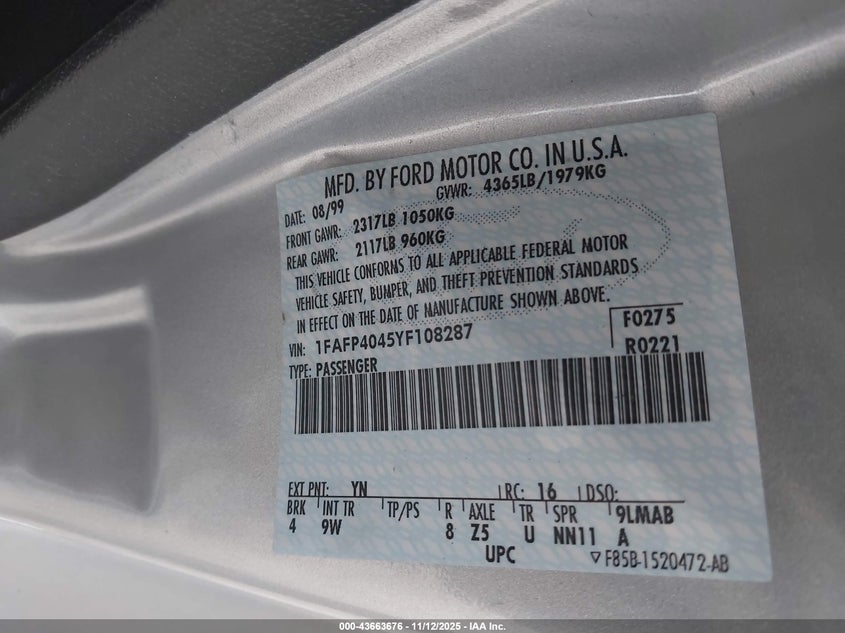 MFD. BY FORD MOTOR CO. IN U.S.A.
DATE: 08/99 GVWR: 4365LB/1979KG
FRONT GAWR: 2317LB 1050KG
REAR GAWR: 2117LB 960KG
THIS VEHICLE CONFORMS TO ALL APPLICABLE FEDERAL MOTOR
VEHICLE SAFETY, BUMPER, AND THEFT PREVENTION STANDARDS
IN EFFECT ON THE DATE OF MANUFACTURE SHOWN ABOVE.
VIN: 1FAFP4045YF108287 F0275
TYPE: PASSENGER R0221
EXT PNT: YN RC: 16 DSO:
BRK INT TR TP/PS R AXLE TR SPR 9LMAB
4 9W 8 Z5 U NN11 A
UPC ▽F85B-1520472-AB
000-43663676 - 11/12/2025 - IAA Inc.